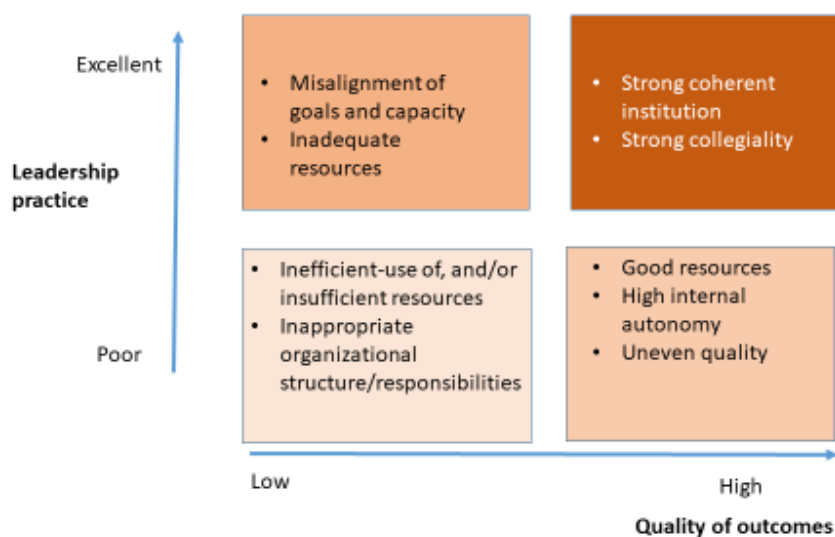 Excellent
Leadership
practice
Poor
• Misalignment of
goals and capacity
• Inadequate
resources
• Strong coherent
institution
• Strong collegiality
• Inefficient-use of, and/or
insufficient resources
• Inappropriate
organizational
structure/responsibilities
• Good resources
• High internal
autonomy
• Uneven quality
Low
High
Quality of outcomes